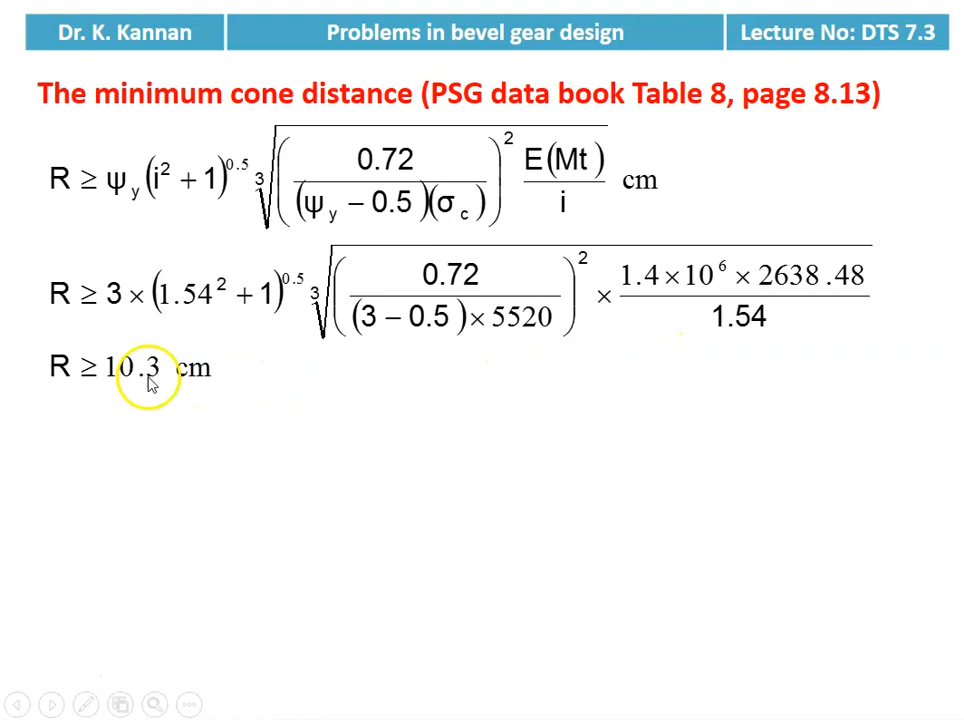 Dr. K. Kannan Problems in bevel gear design Lecture No: DTS 7.3
The minimum cone distance (PSG data book Table 8, page 8.13)
R ≥ ψ_y (i² + 1)^0.5 ∛((0.72 / ((ψ_y − 0.5)(σ_c)))² E(Mt) / i) cm
R ≥ 3 × (1.54² + 1)^0.5 ∛((0.72 / ((3 − 0.5) × 5520))² × (1.4 × 10⁶ × 2638.48) / 1.54)
R ≥ 10.3 cm